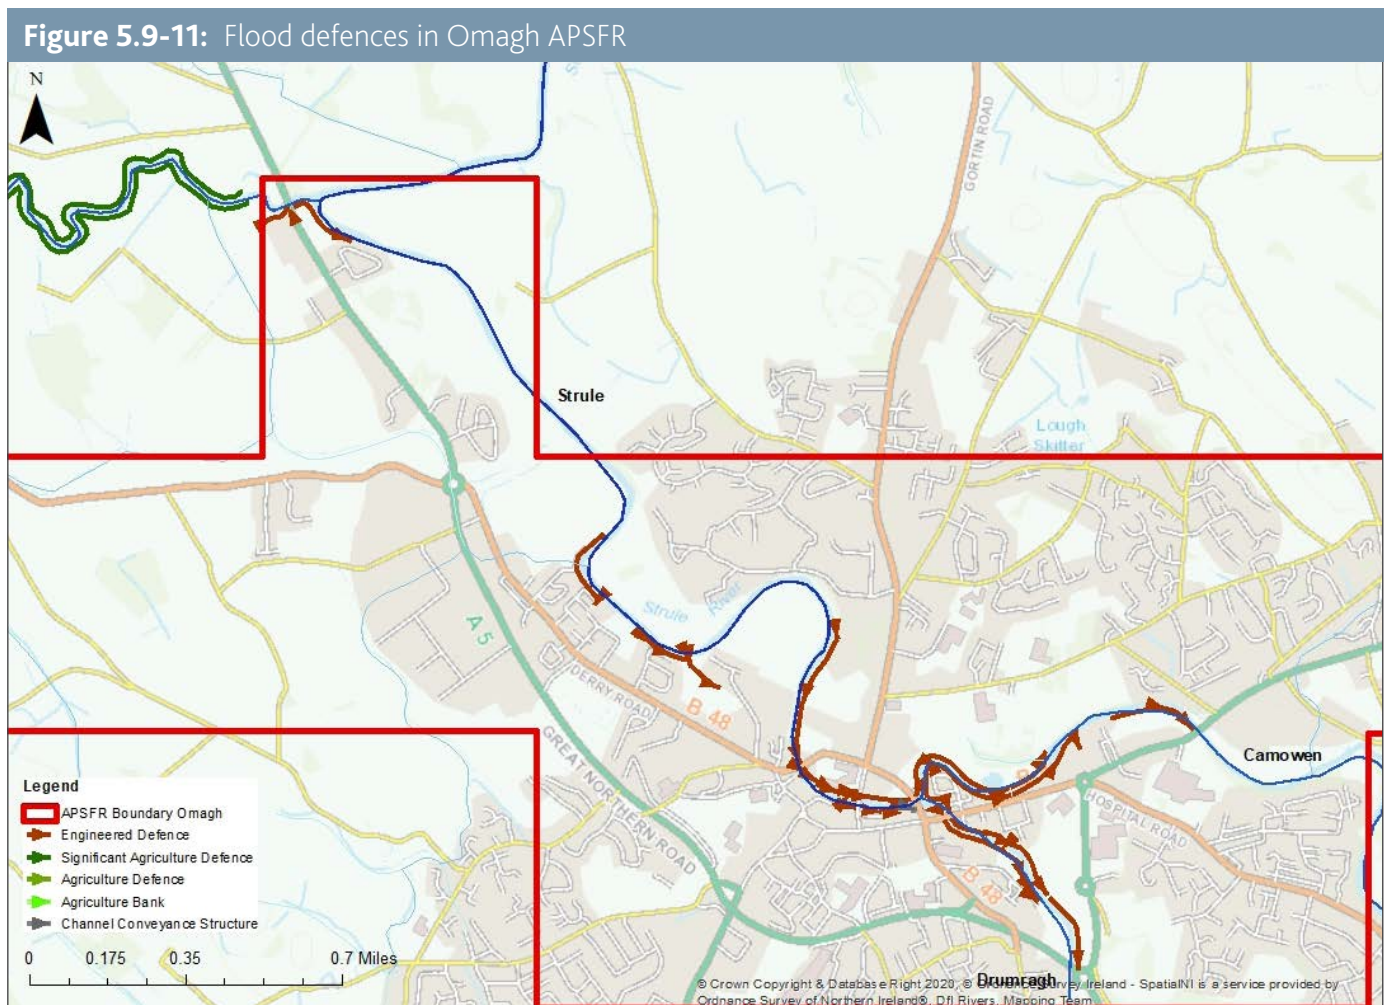 Figure 5.9-11: Flood defences in Omagh APSFR
N
GORTIN ROAD
Strule
Lough
Skitter
Strule River
A 5
DERRY ROAD
B 48
GREAT NORTHERN ROAD
Camowen
HOSPITAL ROAD
B 48
Drumragh
Legend
APSFR Boundary Omagh
Engineered Defence
Significant Agriculture Defence
Agriculture Defence
Agriculture Bank
Channel Conveyance Structure
0 0.175 0.35 0.7 Miles
© Crown Copyright & Database Right 2020, © Ordnance Survey Ireland - SpatialNI is a service provided by
Ordnance Survey of Northern Ireland®. DfI Rivers, Mapping Team